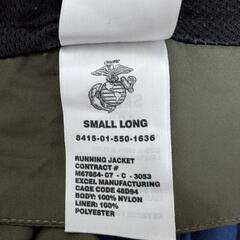 SMALL LONG
8415-01-550-1636
RUNNING JACKET
CONTRACT #
M67854-07 - C - 3053
EXCEL MANUFACTURING
CAGE CODE 48D94
BODY: 100% NYLON
LINER: 100%
POLYESTER